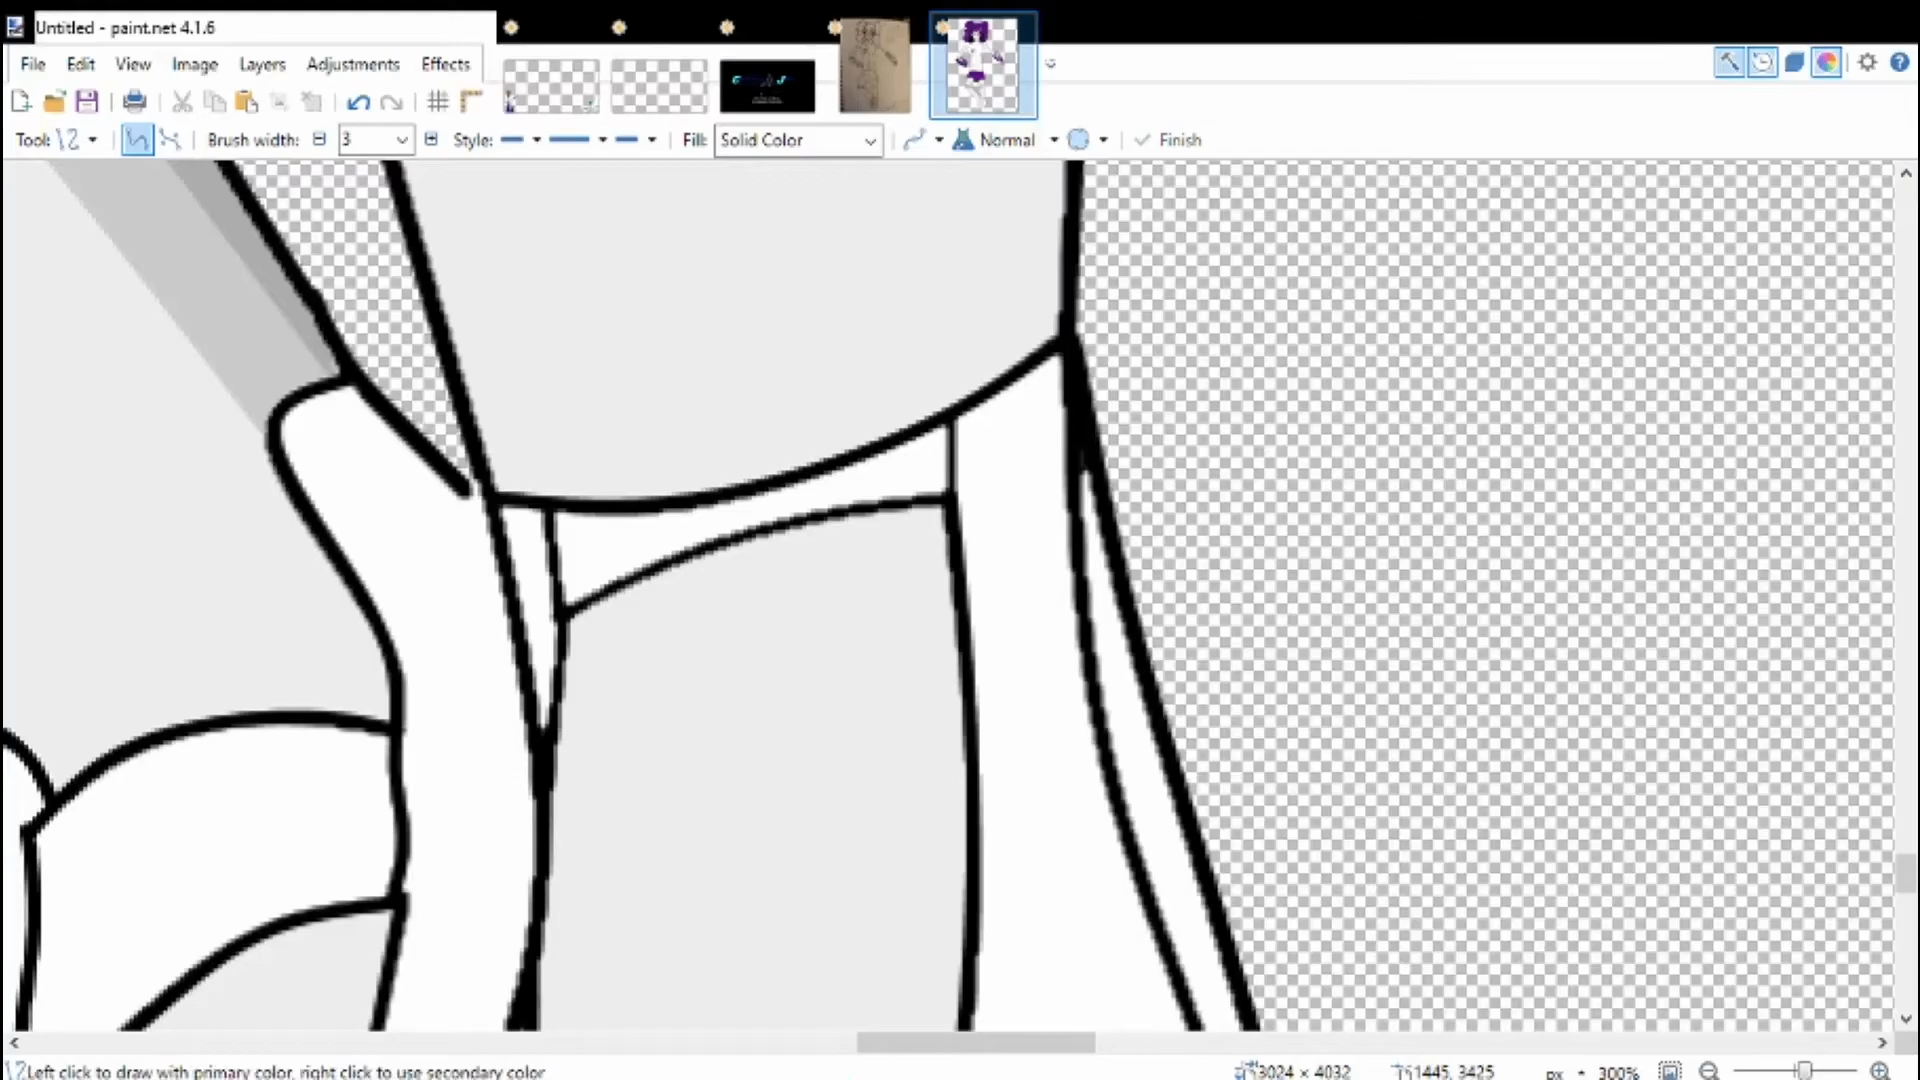 Untitled - paint.net 4.1.6
File Edit View Image Layers Adjustments Effects
Tool: Brush width: 3 Style: Fill: Solid Color Normal Finish
Left click to draw with primary color, right click to use secondary color 3024 × 4032 1445, 3425 px 300%